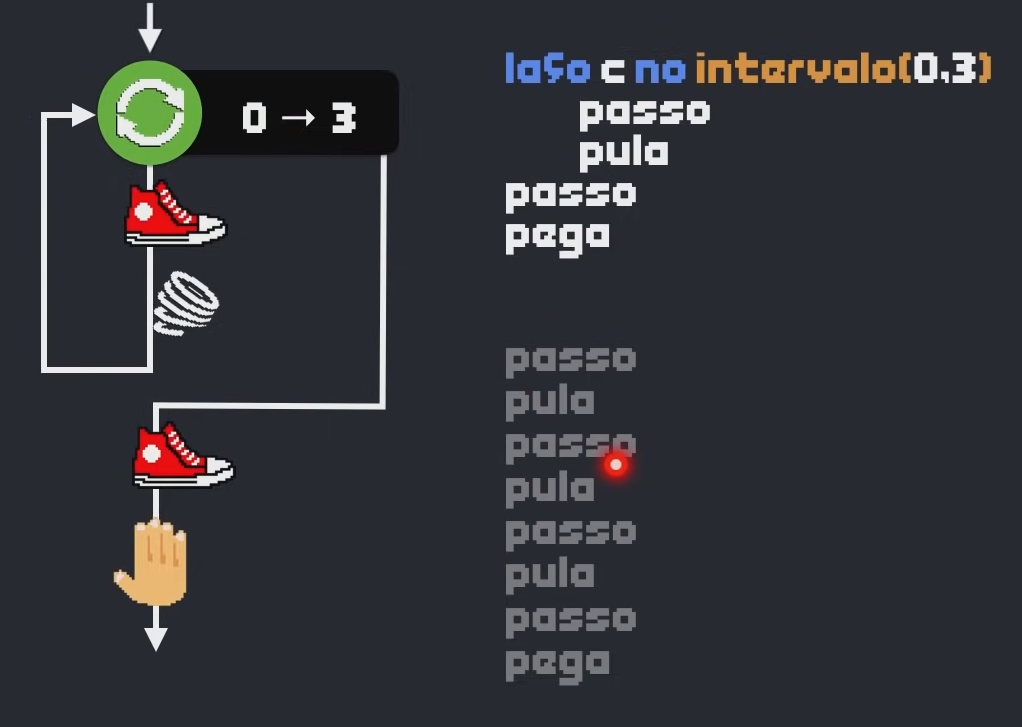 0 → 3
laço c no intervalo(0,3)
passo
pula
passo
pega
passo
pula
passo
pula
passo
pula
passo
pega